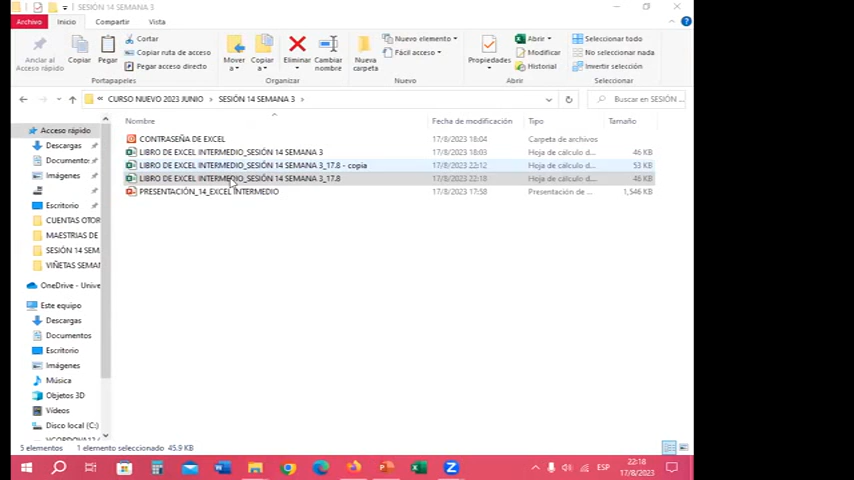 SESIÓN 14 SEMANA 3
Archivo Inicio Compartir Vista
Anclar al Acceso rápido
Copiar
Pegar
Cortar
Copiar ruta de acceso
Pegar acceso directo
Mover a
Copiar a
Eliminar
Cambiar nombre
Nueva carpeta
Nuevo elemento
Fácil acceso
Propiedades
Abrir
Modificar
Historial
Seleccionar todo
No seleccionar nada
Invertir selección
Portapapeles Organizar Nuevo Abrir Seleccionar
« CURSO NUEVO 2023 JUNIO > SESIÓN 14 SEMANA 3 > Buscar en SESIÓN ...
Nombre Fecha de modificación Tipo Tamaño
CONTRASEÑA DE EXCEL 17/8/2023 18:04 Carpeta de archivos
LIBRO DE EXCEL INTERMEDIO_SESIÓN 14 SEMANA 3 17/8/2023 18:03 Hoja de cálculo d... 46 KB
LIBRO DE EXCEL INTERMEDIO_SESIÓN 14 SEMANA 3_17.8 - copia 17/8/2023 22:12 Hoja de cálculo d... 53 KB
LIBRO DE EXCEL INTERMEDIO_SESIÓN 14 SEMANA 3_17.8 17/8/2023 22:18 Hoja de cálculo d... 46 KB
PRESENTACIÓN_14_EXCEL INTERMEDIO 17/8/2023 17:58 Presentación de ... 1,546 KB
Acceso rápido
Descargas
Documento:
Imágenes
Escritorio
CUENTAS OTOR
MAESTRIAS DE
SESIÓN 14 SEM
VIÑETAS SEMAN
OneDrive - Unive
Este equipo
Descargas
Documentos
Escritorio
Imágenes
Música
Objetos 3D
Vídeos
Disco local (C:)
5 elementos 1 elemento seleccionado 45.9 KB
ESP
22:18
17/8/2023